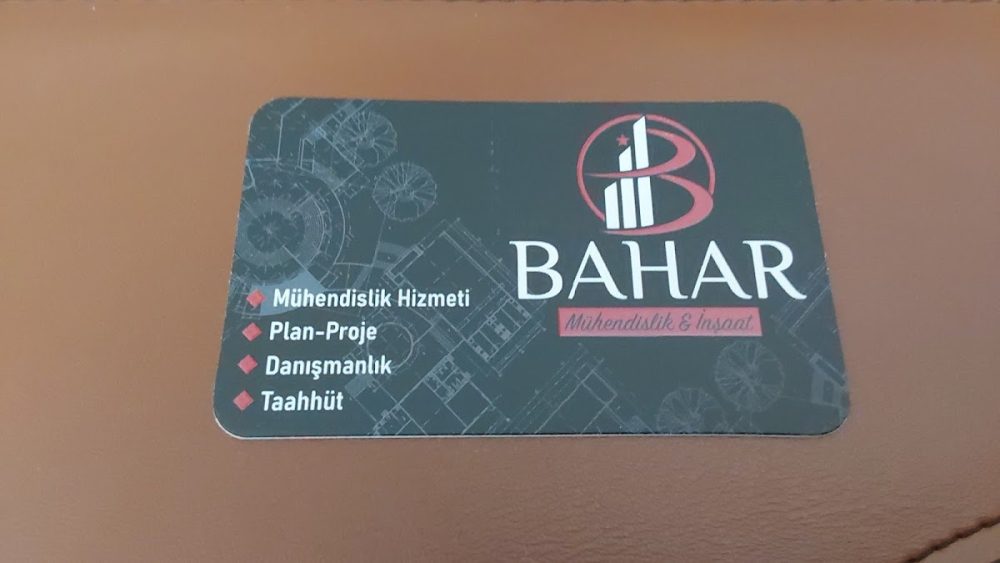 BAHAR
Mühendislik & İnşaat
Mühendislik Hizmeti
Plan-Proje
Danışmanlık
Taahhüt